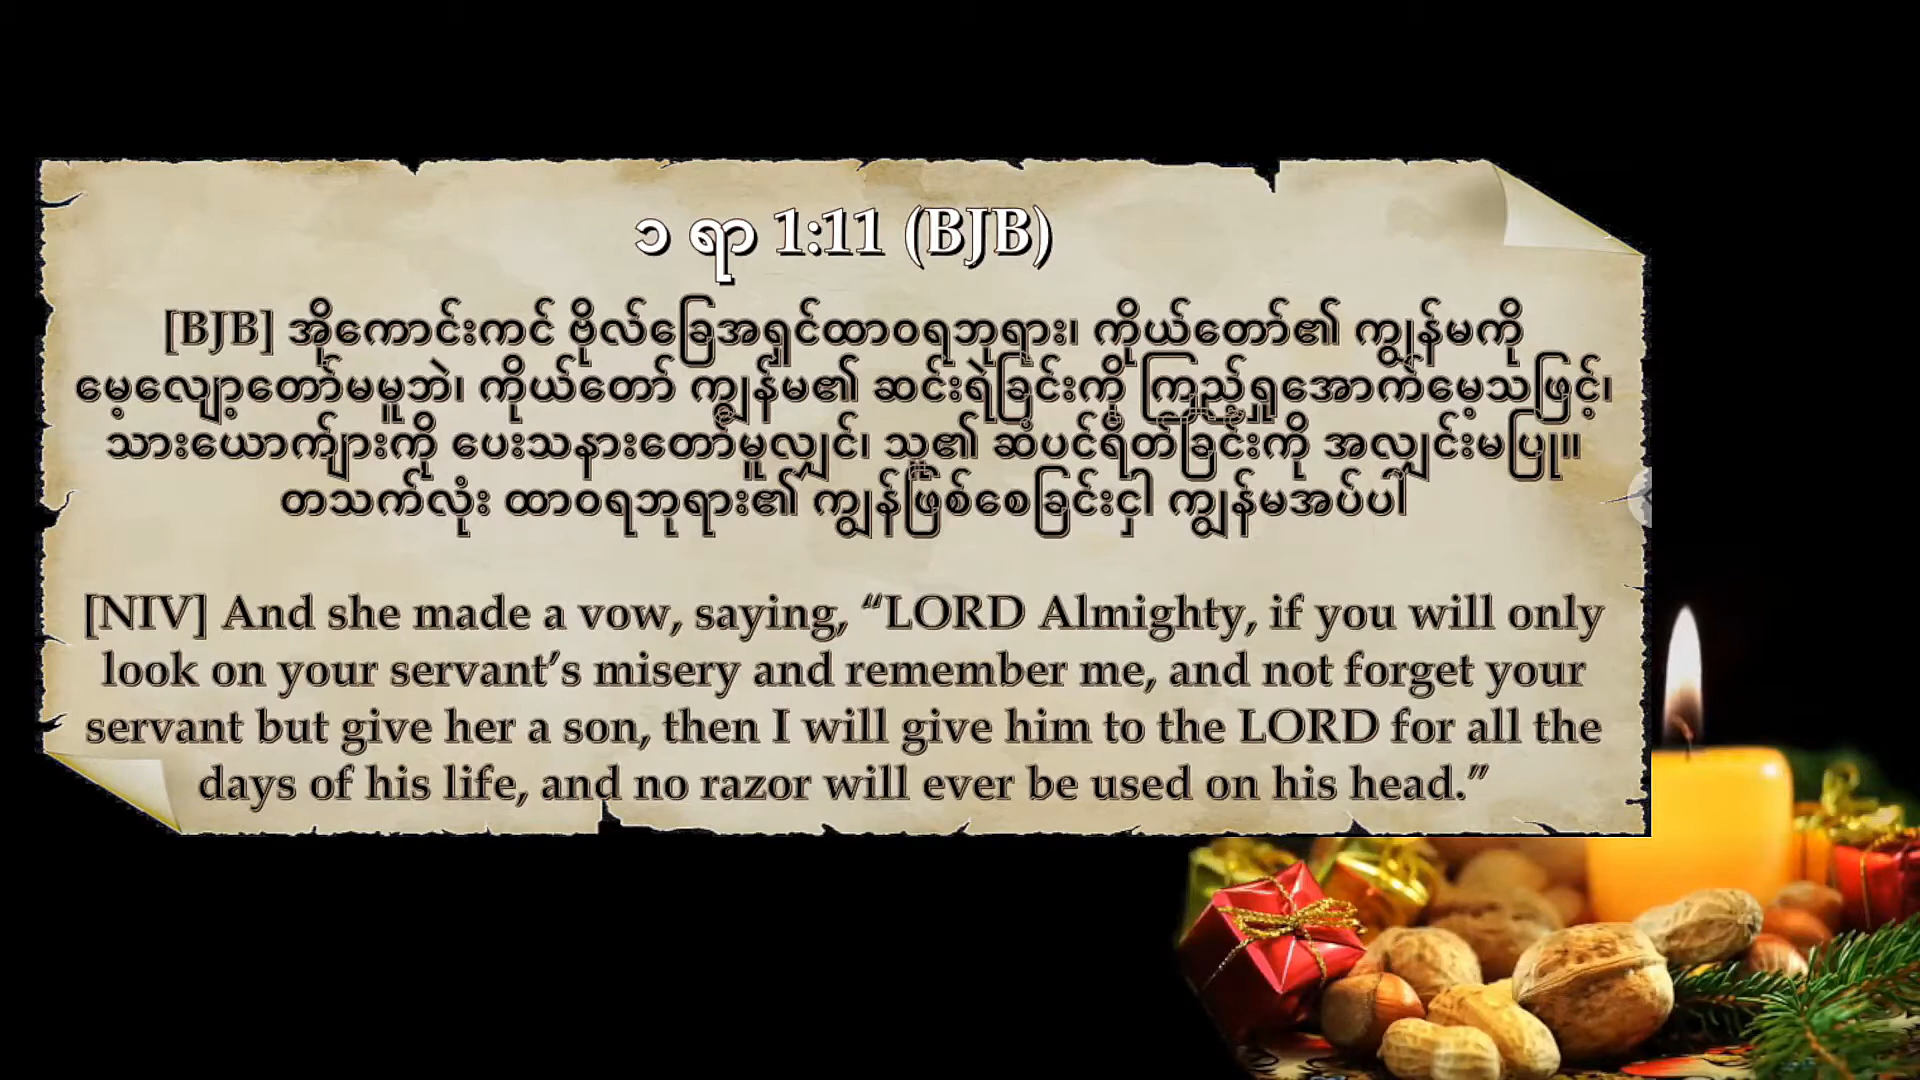 ၁ ရာ 1:11 (BJB)
[BJB] အိုကောင်းကင် ဗိုလ်ခြေအရှင်ထာဝရဘုရား၊ ကိုယ်တော်၏ ကျွန်မကို
မေ့လျော့တော်မမူဘဲ၊ ကိုယ်တော် ကျွန်မ၏ ဆင်းရဲခြင်းကို ကြည့်ရှုအောက်မေ့သဖြင့်၊
သားယောက်ျားကို ပေးသနားတော်မူလျှင်၊ သူ၏ ဆံပင်ရိတ်ခြင်းကို အလျှင်းမပြု။
တသက်လုံး ထာဝရဘုရား၏ ကျွန်ဖြစ်စေခြင်းငှါ ကျွန်မအပ်ပါ
[NIV] And she made a vow, saying, “LORD Almighty, if you will only
look on your servant’s misery and remember me, and not forget your
servant but give her a son, then I will give him to the LORD for all the
days of his life, and no razor will ever be used on his head.”